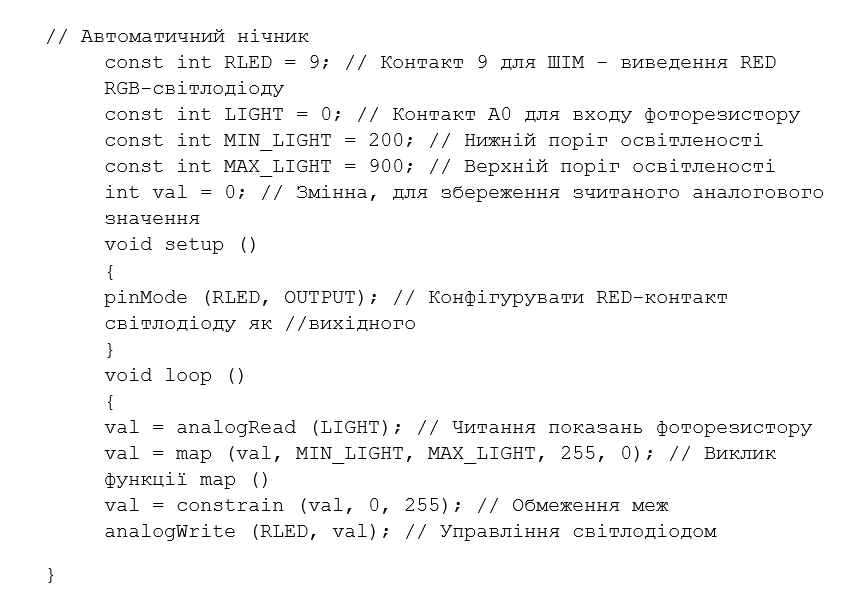 // Автоматичний нічник
const int RLED = 9; // Контакт 9 для ШІМ - виведення RED
RGB-світлодіоду
const int LIGHT = 0; // Контакт A0 для входу фоторезистору
const int MIN_LIGHT = 200; // Нижній поріг освітленості
const int MAX_LIGHT = 900; // Верхній поріг освітленості
int val = 0; // Змінна, для збереження зчитаного аналогового
значення
void setup ()
{
pinMode (RLED, OUTPUT); // Конфігурувати RED-контакт
світлодіоду як //вихідного
}
void loop ()
{
val = analogRead (LIGHT); // Читання показань фоторезистору
val = map (val, MIN_LIGHT, MAX_LIGHT, 255, 0); // Виклик
функції map ()
val = constrain (val, 0, 255); // Обмеження меж
analogWrite (RLED, val); // Управління світлодіодом
}